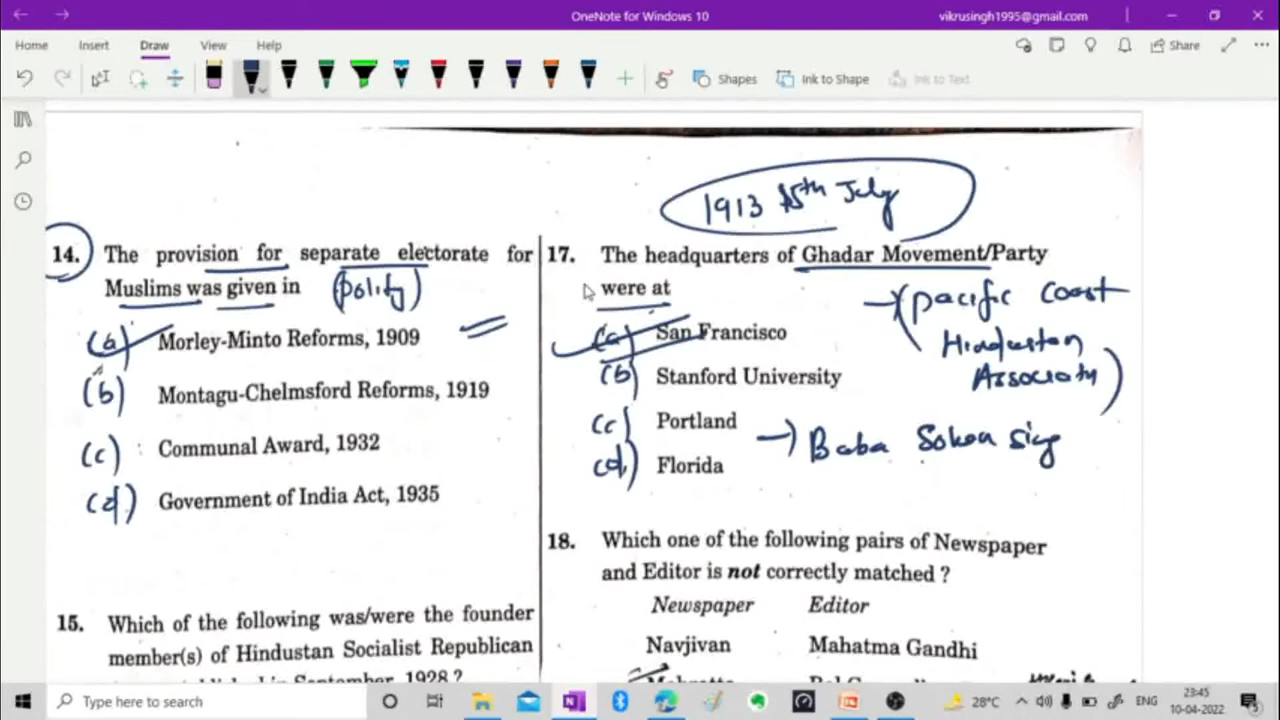 OneNote for Windows 10
vikrusingh1995@gmail.com
Home Insert Draw View Help
Share
Shapes
Ink to Shape
Ink to Text
1913 15th July
14. The provision for separate electorate for
Muslims was given in (polity)
(a) Morley-Minto Reforms, 1909
(b) Montagu-Chelmsford Reforms, 1919
(c) Communal Award, 1932
(d) Government of India Act, 1935
15. Which of the following was/were the founder
member(s) of Hindustan Socialist Republican
September, 1928 ?
17. The headquarters of Ghadar Movement/Party
were at
(a) San Francisco
(b) Stanford University
(c) Portland
(d) Florida
→ (pacific coast
Hindustan
→ Baba
18. Which one of the following pairs of Newspaper
and Editor is not correctly matched ?
Newspaper Editor
Navjivan Mahatma Gandhi
Type here to search
28°C
ENG
23:45
10-04-2022